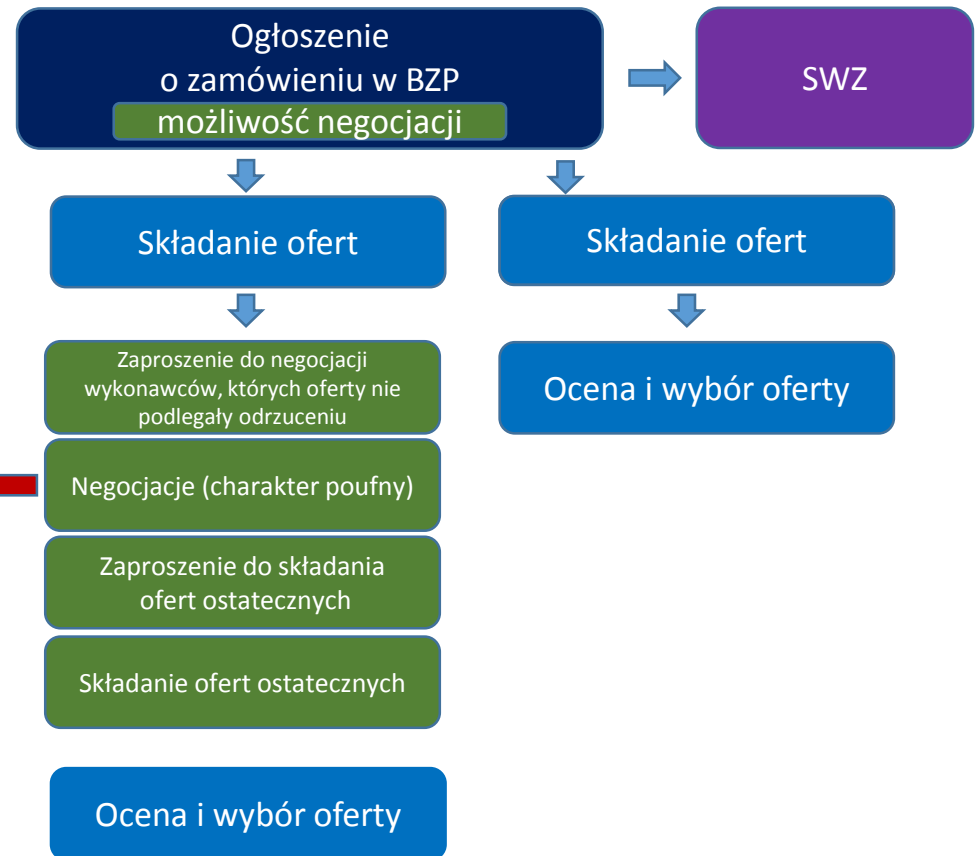 Ogłoszenie
o zamówieniu w BZP
możliwość negocjacji
SWZ
Składanie ofert
Składanie ofert
Zaproszenie do negocjacji
wykonawców, których oferty nie
podlegały odrzuceniu
Ocena i wybór oferty
Negocjacje (charakter poufny)
Zaproszenie do składania
ofert ostatecznych
Składanie ofert ostatecznych
Ocena i wybór oferty